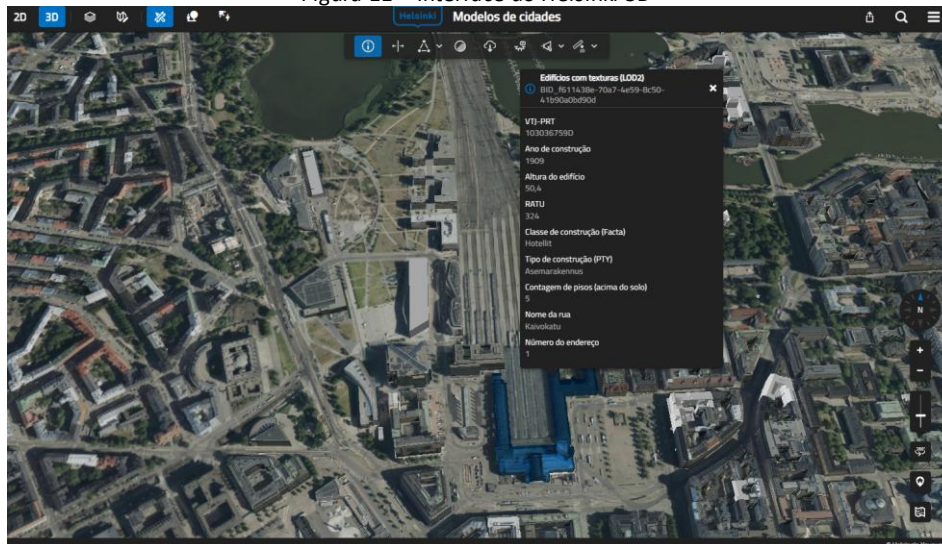 2D 3D Helsinki Modelos de cidades
Edifícios com texturas (LOD2)
BID_f611438e-70a7-4e59-8c50-
41b90a0bd90d
VTJ-PRT
103036759D
Ano de construção
1909
Altura do edifício
50,4
RATU
324
Classe de construção (Facta)
Hotellit
Tipo de construção (PTY)
Asemarakennus
Contagem de pisos (acima do solo)
5
Nome da rua
Kaivokatu
Número do endereço
1
N